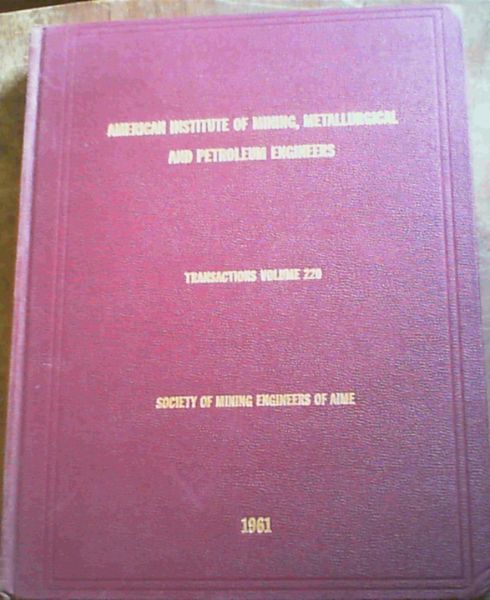 AMERICAN INSTITUTE OF MINING, METALLURGICAL
AND PETROLEUM ENGINEERS
TRANSACTIONS VOLUME 220
SOCIETY OF MINING ENGINEERS OF AIME
1961